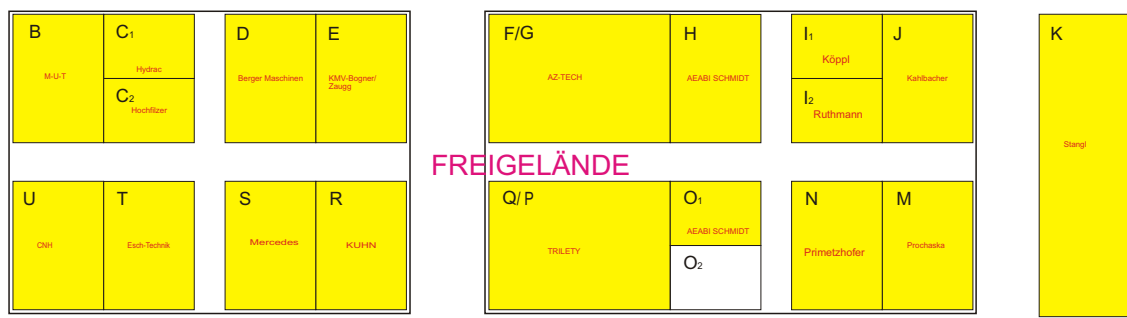 B
M-U-T
C1
Hydrac
C2
Hochfilzer
D
Berger Maschinen
E
KMV-Bogner/
Zaugg
F/G
AZ-TECH
H
AEABI SCHMIDT
I1
Köppl
I2
Ruthmann
J
Kahlbacher
K
Stangl
FREIGELÄNDE
U
CNH
T
Esch-Technik
S
Mercedes
R
KUHN
Q/P
TRILETY
O1
AEABI SCHMIDT
O2
N
Primetzhofer
M
Prochaska